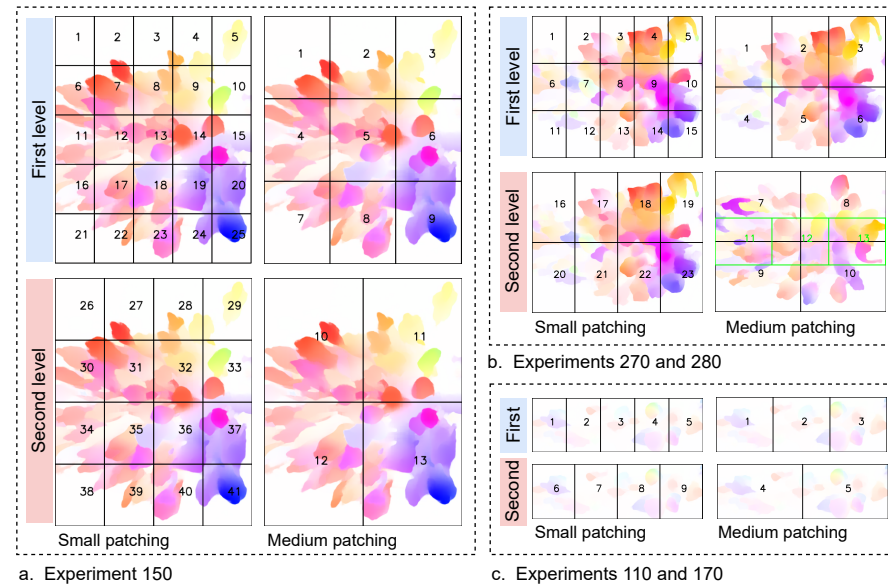 First level
1 2 3 4 5
6 7 8 9 10
11 12 13 14 15
16 17 18 19 20
21 22 23 24 25
1 2 3
4 5 6
7 8 9
Second level
26 27 28 29
30 31 32 33
34 35 36 37
38 39 40 41
10 11
12 13
Small patching
Medium patching
a. Experiment 150
First level
1 2 3 4 5
6 7 8 9 10
11 12 13 14 15
1 2 3
4 5 6
Second level
16 17 18 19
20 21 22 23
7 8
11 12 13
9 10
Small patching
Medium patching
b. Experiments 270 and 280
First
1 2 3 4 5
1 2 3
Second
6 7 8 9
4 5
Small patching
Medium patching
c. Experiments 110 and 170